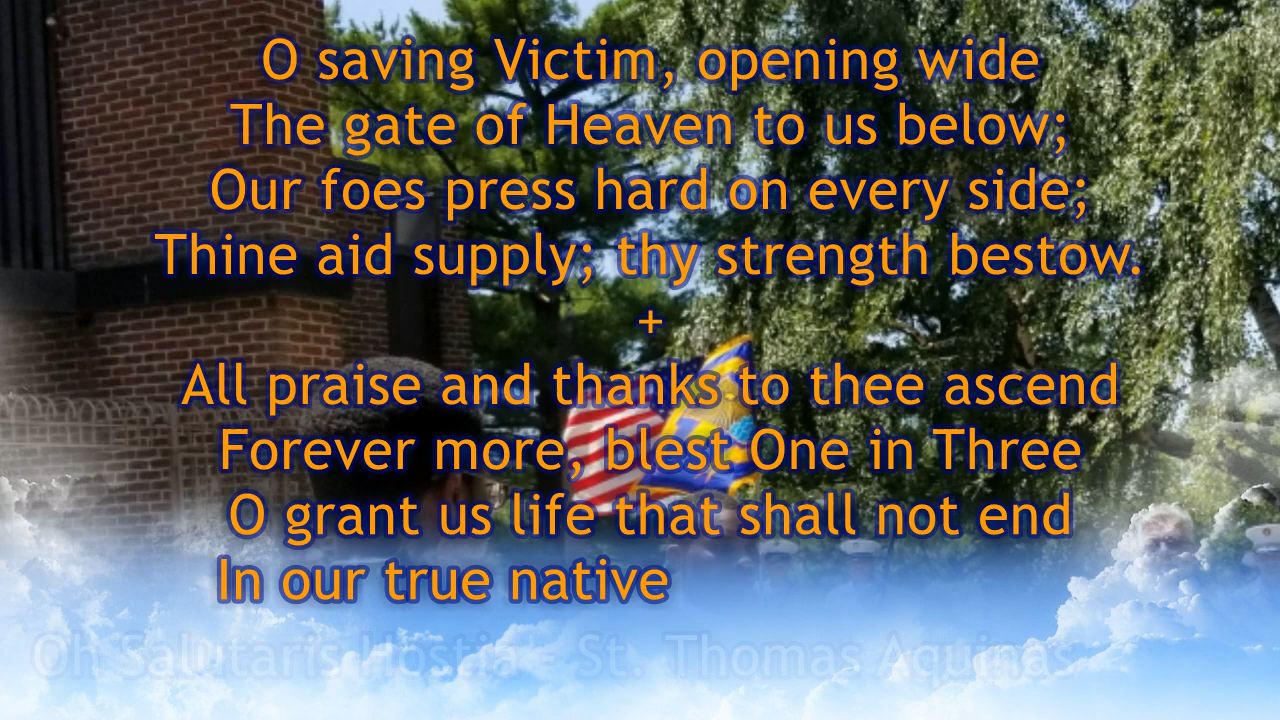 O saving Victim, opening wide
The gate of Heaven to us below;
Our foes press hard on every side;
Thine aid supply; thy strength bestow.
+
All praise and thanks to thee ascend
Forever more, blest One in Three
O grant us life that shall not end
In our true native
Oh Salutaris Hostia - St. Thomas Aquinas